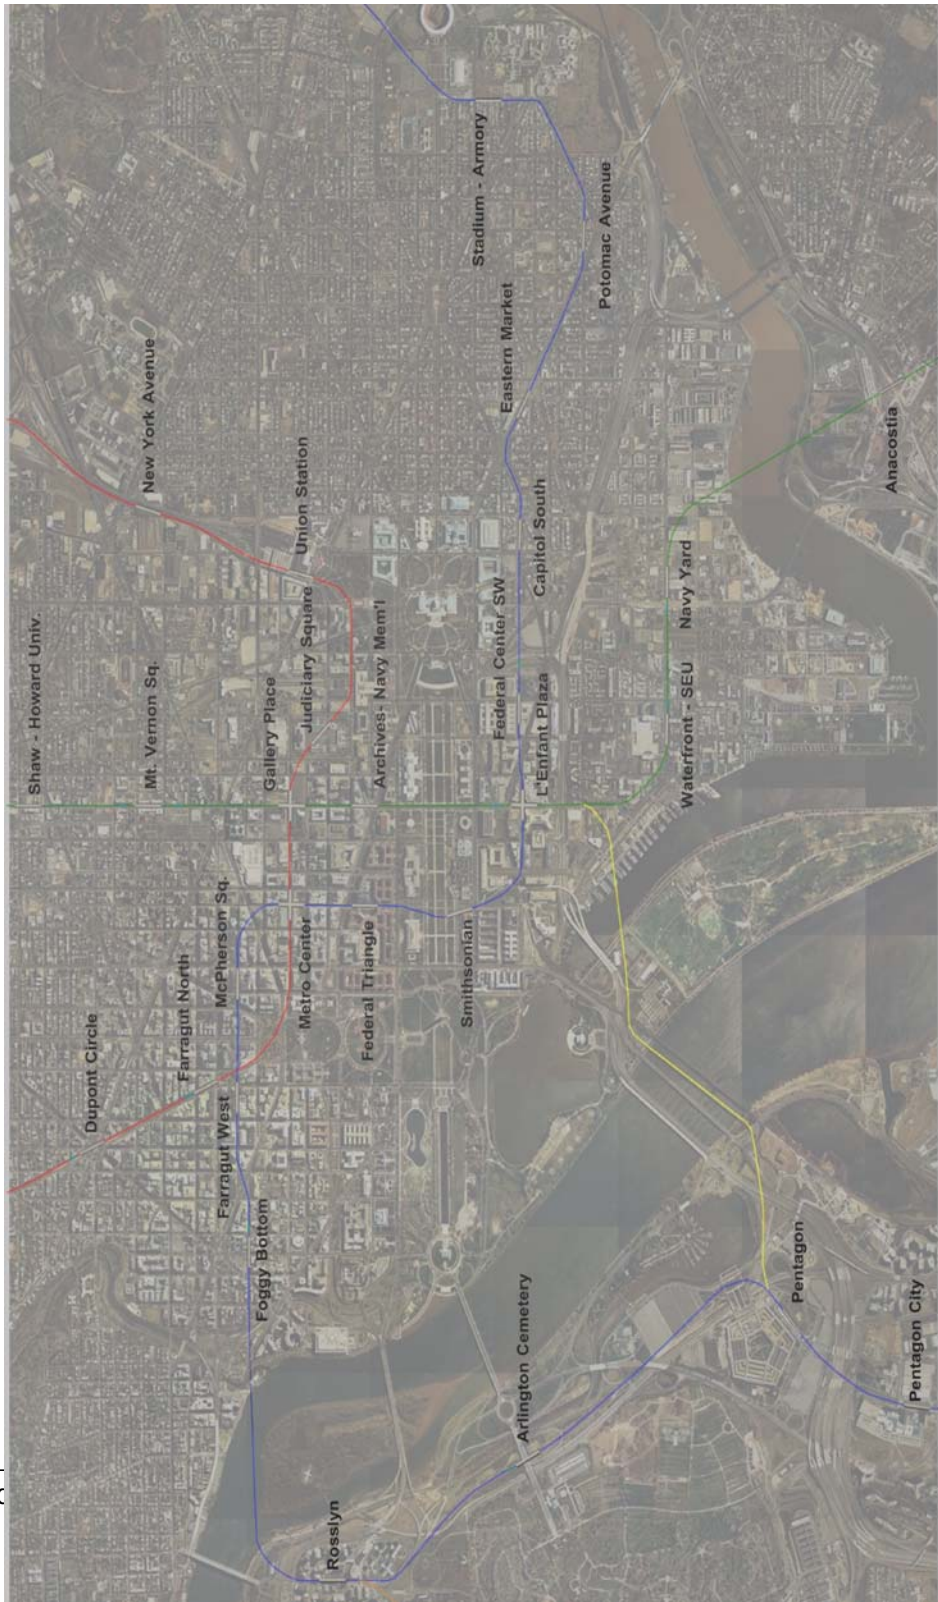 Shaw - Howard Univ.
Mt. Vernon Sq.
New York Avenue
Dupont Circle
Farragut North
McPherson Sq.
Gallery Place
Judiciary Square
Union Station
Farragut West
Foggy Bottom
Metro Center
Federal Triangle
Archives- Navy Mem'l
Rosslyn
Smithsonian
L'Enfant Plaza
Federal Center SW
Capitol South
Eastern Market
Stadium - Armory
Potomac Avenue
Arlington Cemetery
Waterfront - SEU
Navy Yard
Anacostia
Pentagon
Pentagon City